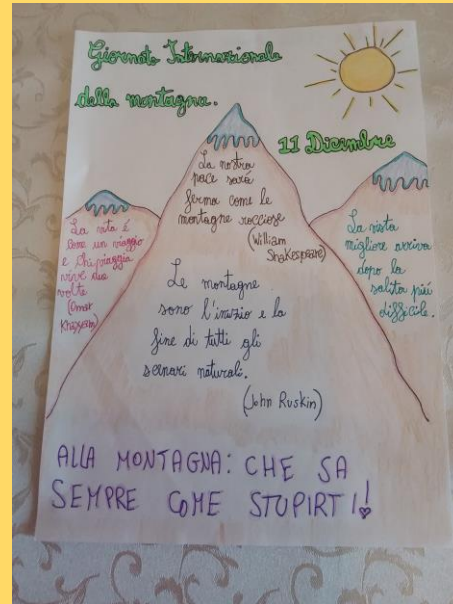 Giornata Internazionale
della montagna.
11 Dicembre
La nostra
pace sarà
ferma come le
montagne rocciose
(William
Shakespeare)
La vita é
come un viaggio
e chi viaggia
vive due
volte
(Omar
Khayyam)
La vista
migliore arriva
dopo la
salita più
difficile.
Le montagne
sono l'inizio e la
fine di tutti gli
scenari naturali.
(John Ruskin)
ALLA MONTAGNA: CHE SA
SEMPRE COME STUPIRTI!